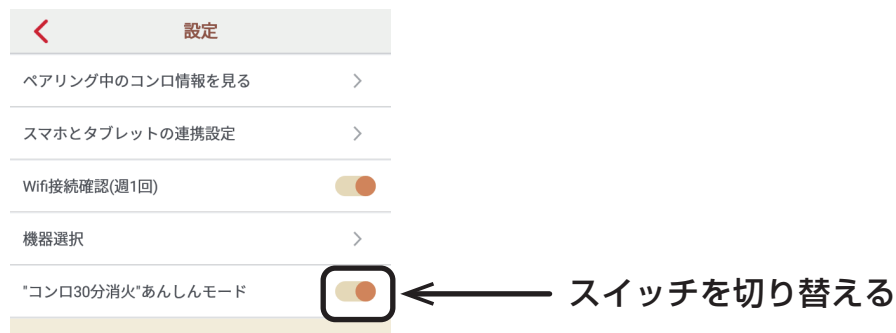 設定
ペアリング中のコンロ情報を見る
スマホとタブレットの連携設定
Wifi接続確認(週1回)
機器選択
"コンロ30分消火"あんしんモード
スイッチを切り替える